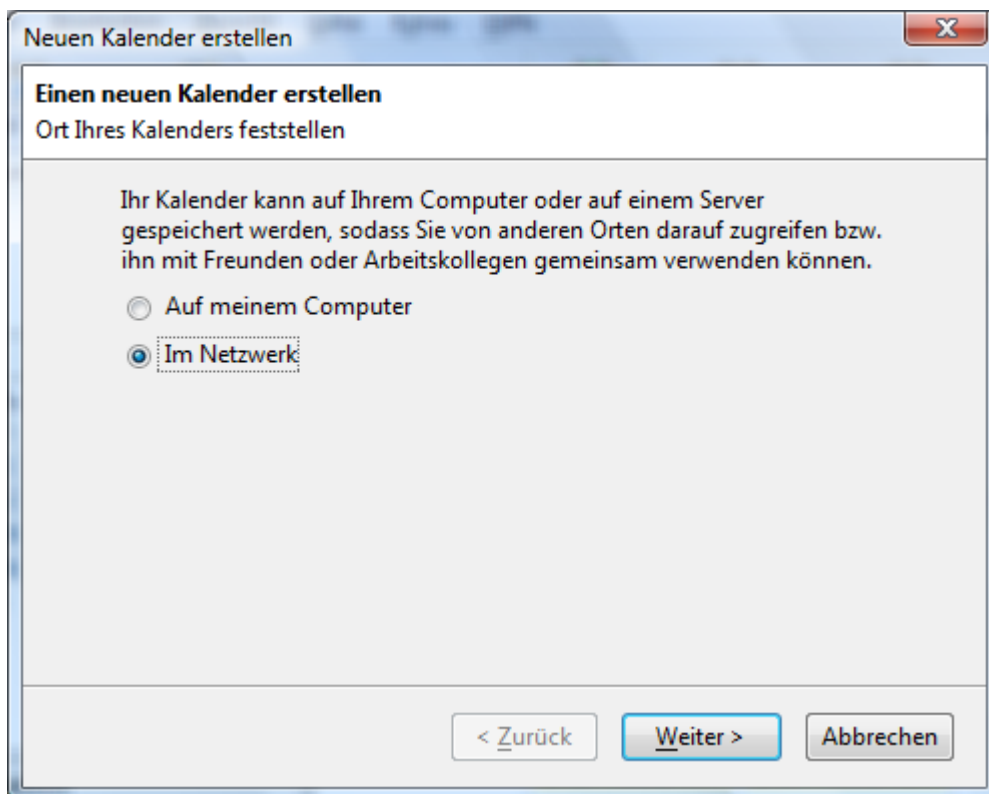 Neuen Kalender erstellen
Einen neuen Kalender erstellen
Ort Ihres Kalenders feststellen
Ihr Kalender kann auf Ihrem Computer oder auf einem Server
gespeichert werden, sodass Sie von anderen Orten darauf zugreifen bzw.
ihn mit Freunden oder Arbeitskollegen gemeinsam verwenden können.
Auf meinem Computer
Im Netzwerk
< Zurück Weiter > Abbrechen